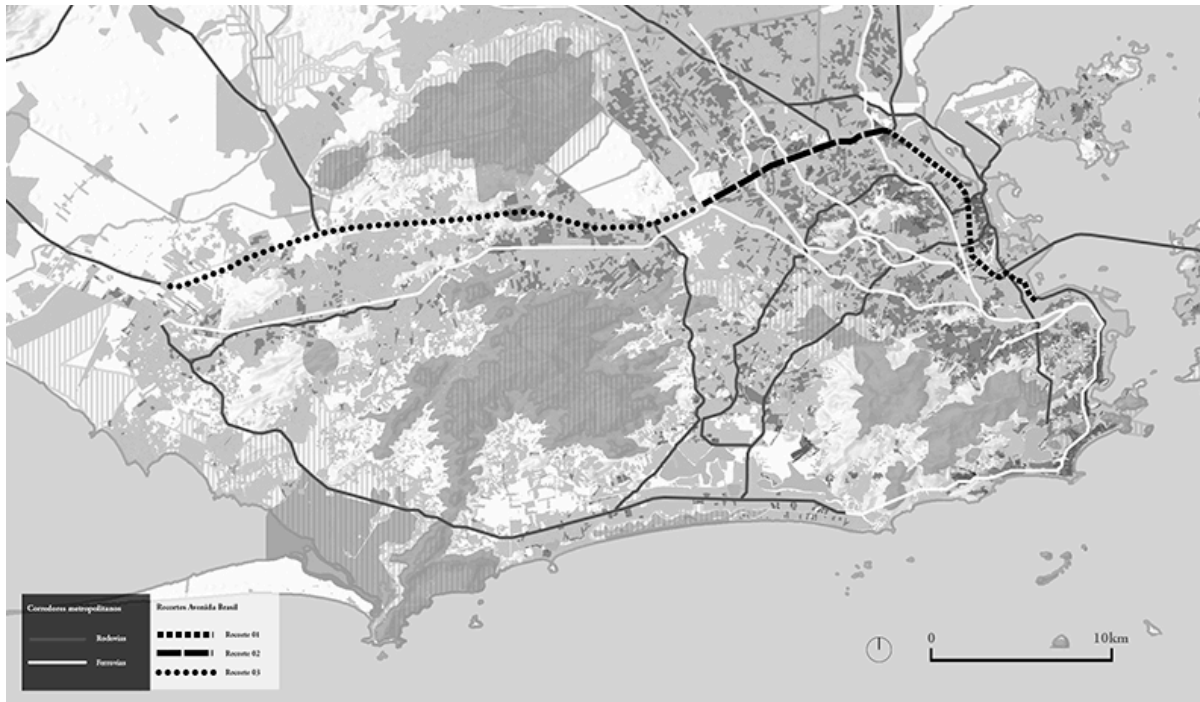 Corredores metropolitanos
Rodovias
Ferrovias
Recortes Avenida Brasil
Recorte 01
Recorte 02
Recorte 03
0 10km